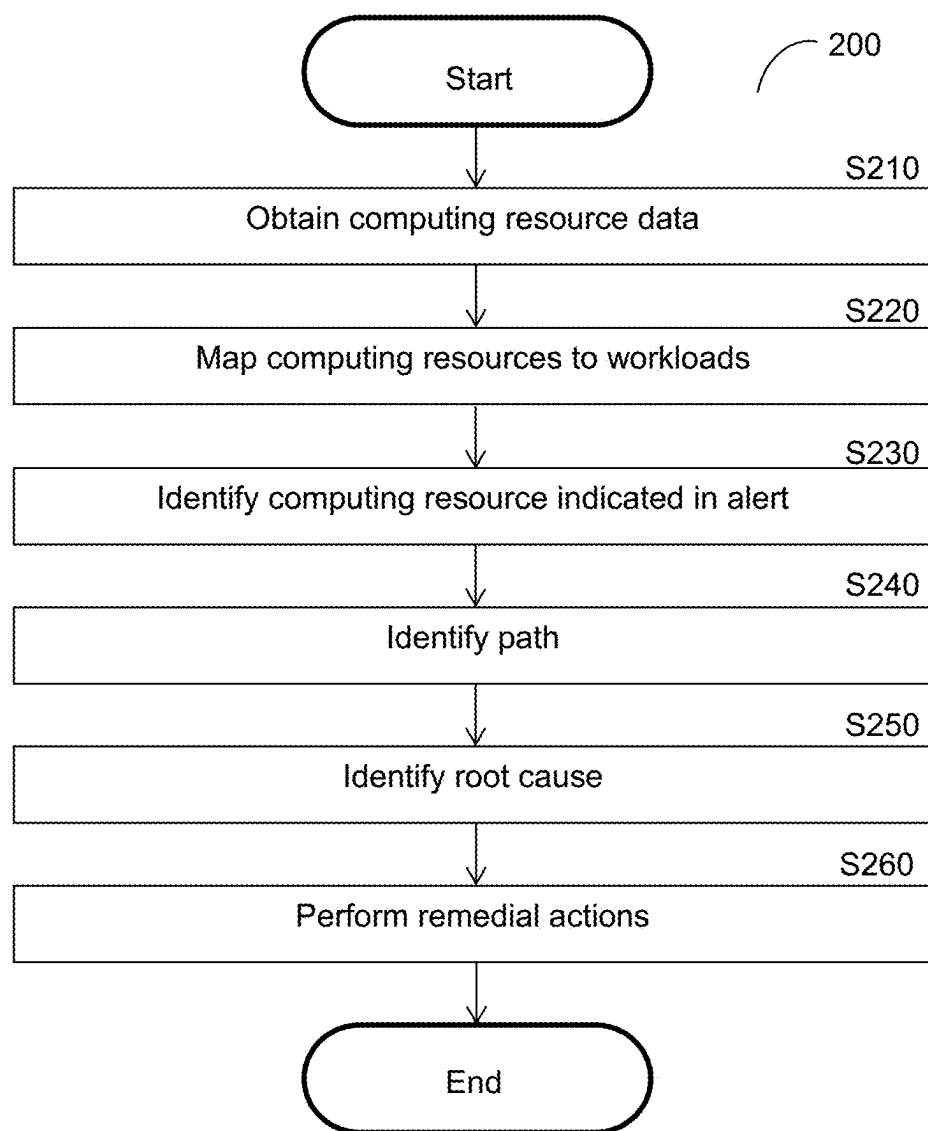 Start
200
S210
Obtain computing resource data
S220
Map computing resources to workloads
S230
Identify computing resource indicated in alert
S240
Identify path
S250
Identify root cause
S260
Perform remedial actions
End